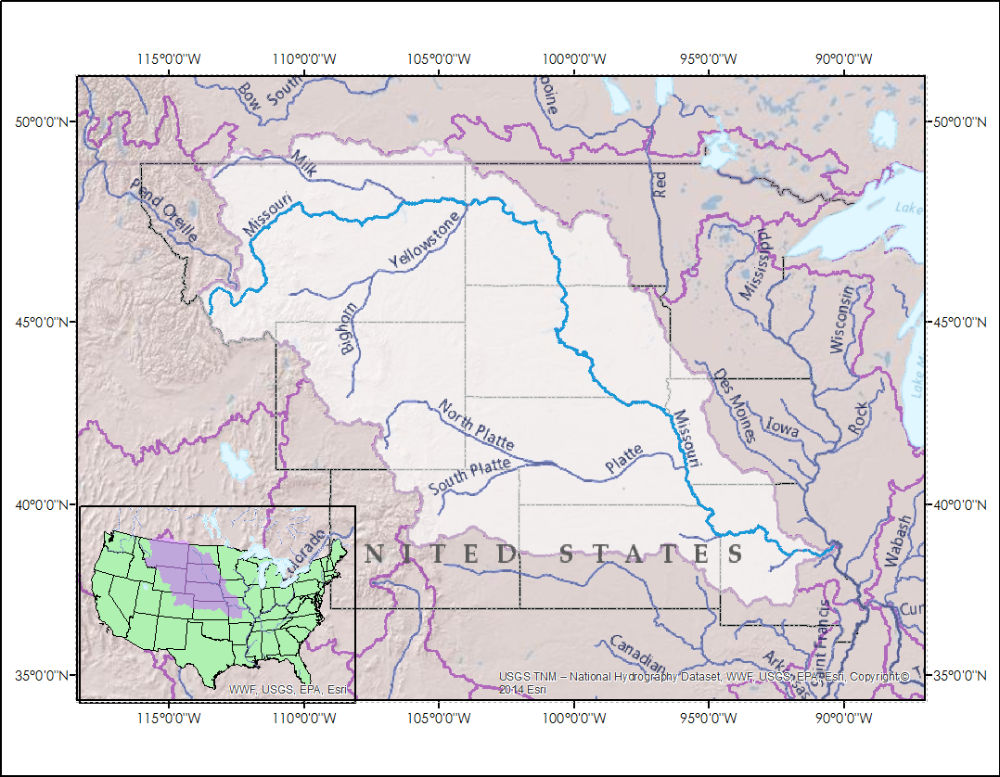 115°0'0"W 110°0'0"W 105°0'0"W 100°0'0"W 95°0'0"W 90°0'0"W
Bow
South
boine
50°0'0"N 50°0'0"N
Milk
Pend Oreille
Red
Missouri
Lake
Yellowstone
Mississippi
Bighorn
Wisconsin
45°0'0"N 45°0'0"N
Lake M
Des Moines
North Platte
Missouri
Iowa
Rock
Platte
South Platte
40°0'0"N 40°0'0"N
Wabash
olorado
NITED STATES
Cur
aint Francis
Canadian
Arkansas
T
35°0'0"N 35°0'0"N
USGS TNM – National Hydrography Dataset, WWF, USGS, EPA, Esri, Copyright:©
2014 Esri
WWF, USGS, EPA, Esri
115°0'0"W 110°0'0"W 105°0'0"W 100°0'0"W 95°0'0"W 90°0'0"W